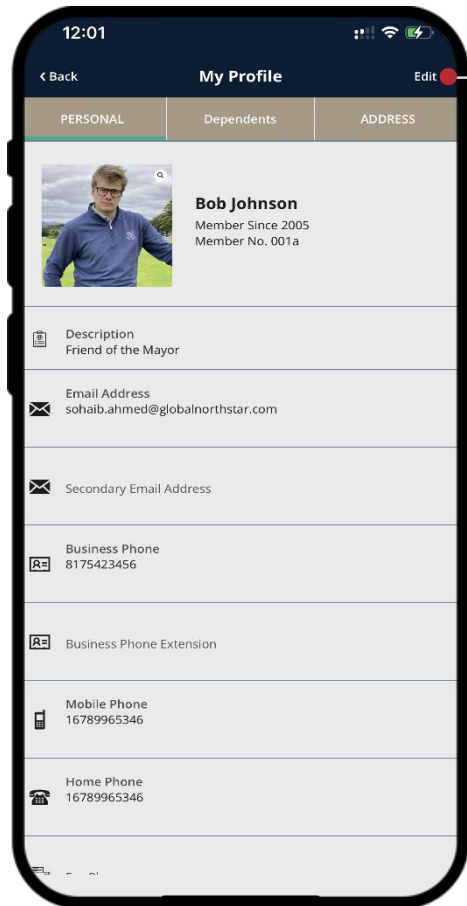 12:01
Back
My Profile
Edit
PERSONAL
Dependents
ADDRESS
Bob Johnson
Member Since 2005
Member No. 001a
Description
Friend of the Mayor
Email Address
sohaib.ahmed@globalnorthstar.com
Secondary Email Address
Business Phone
8175423456
Business Phone Extension
Mobile Phone
16789965346
Home Phone
16789965346